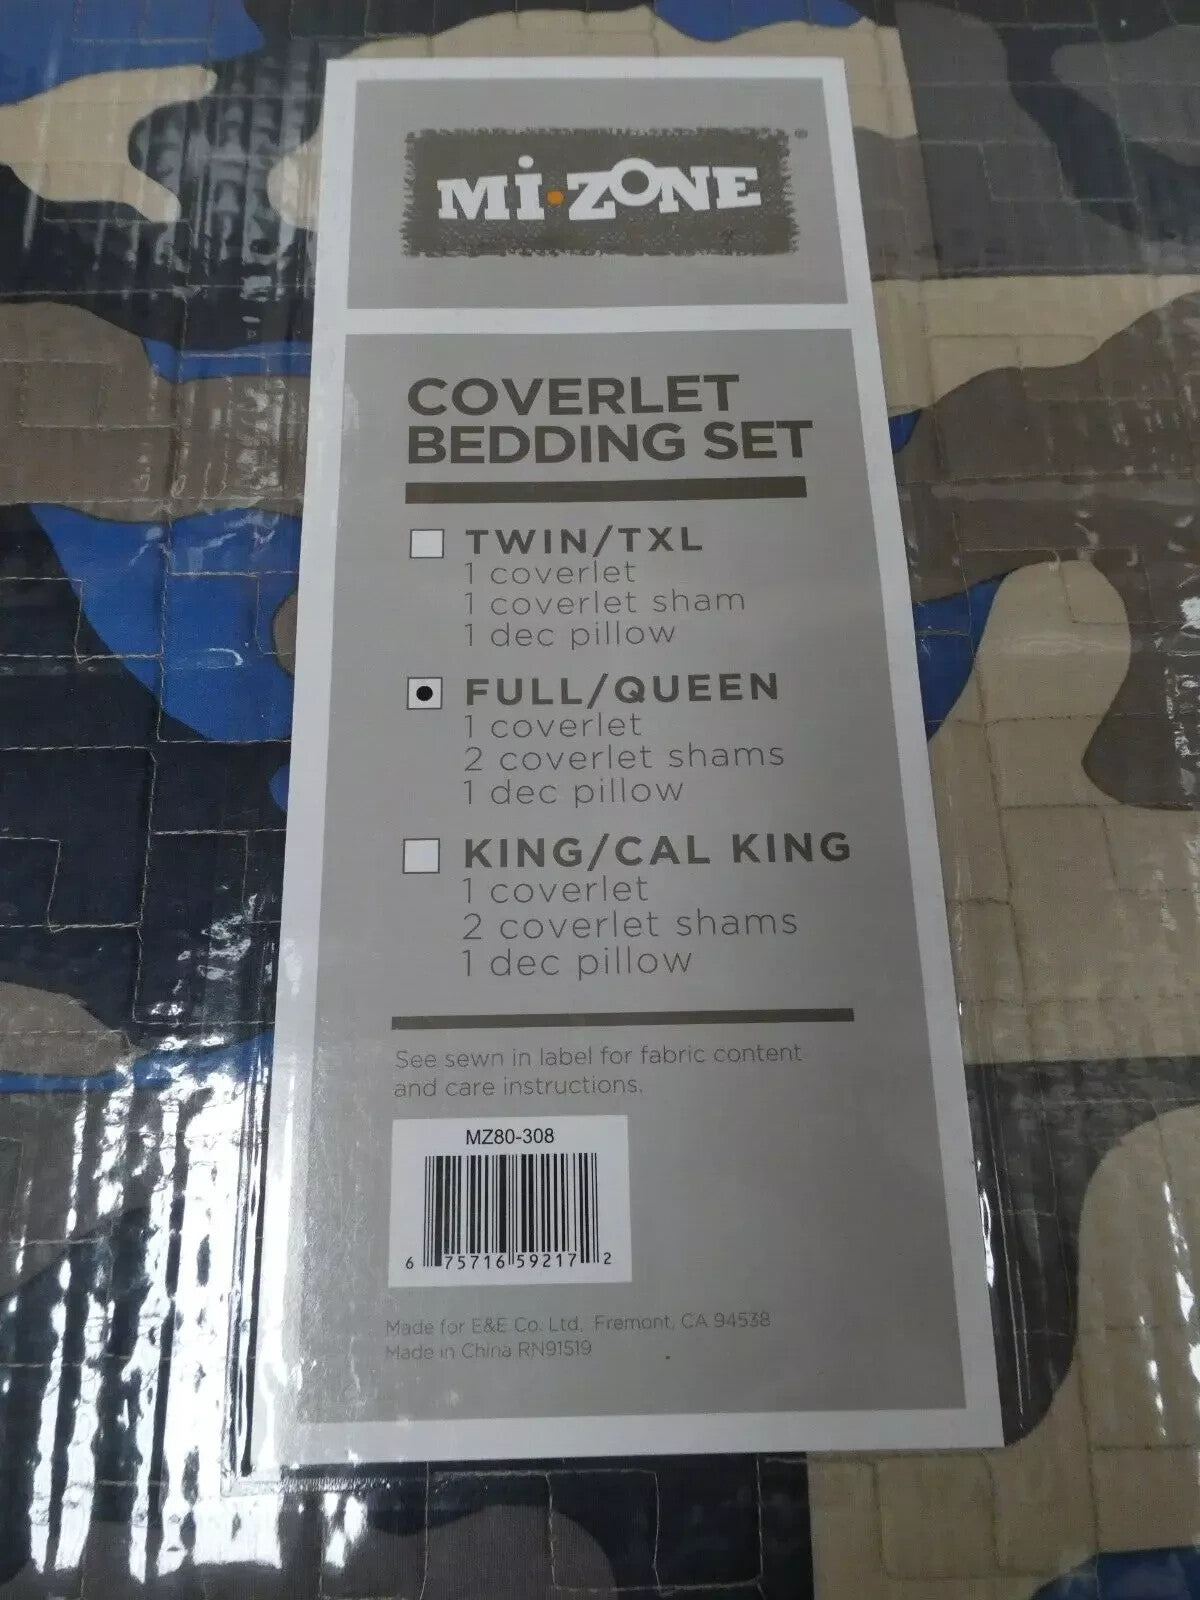 Mi·ZONE®
COVERLET
BEDDING SET
TWIN/TXL
1 coverlet
1 coverlet sham
1 dec pillow
FULL/QUEEN
1 coverlet
2 coverlet shams
1 dec pillow
KING/CAL KING
1 coverlet
2 coverlet shams
1 dec pillow
See sewn in label for fabric content
and care instructions.
MZ80-308
6 75716 59217 2
Made for E&E Co. Ltd. Fremont, CA 94538
Made in China RN91519